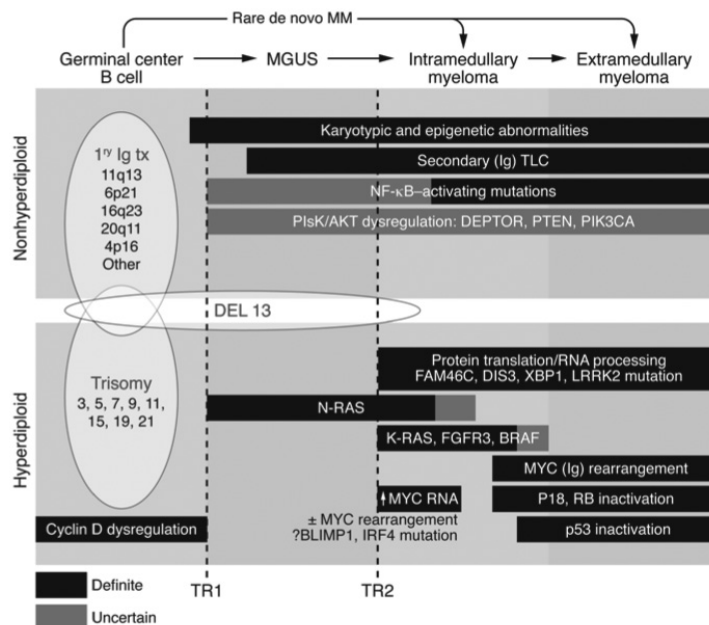 Rare de novo MM
Germinal center
B cell
MGUS
Intramedullary
myeloma
Extramedullary
myeloma
Nonhyperdiploid
1ry Ig tx
11q13
6p21
16q23
20q11
4p16
Other
Karyotypic and epigenetic abnormalities
Secondary (Ig) TLC
NF-κB–activating mutations
PIsK/AKT dysregulation: DEPTOR, PTEN, PIK3CA
DEL 13
Hyperdiploid
Trisomy
3, 5, 7, 9, 11,
15, 19, 21
Protein translation/RNA processing
FAM46C, DIS3, XBP1, LRRK2 mutation
N-RAS
K-RAS, FGFR3, BRAF
MYC (Ig) rearrangement
MYC RNA
P18, RB inactivation
± MYC rearrangement
?BLIMP1, IRF4 mutation
Cyclin D dysregulation
p53 inactivation
Definite
Uncertain
TR1
TR2